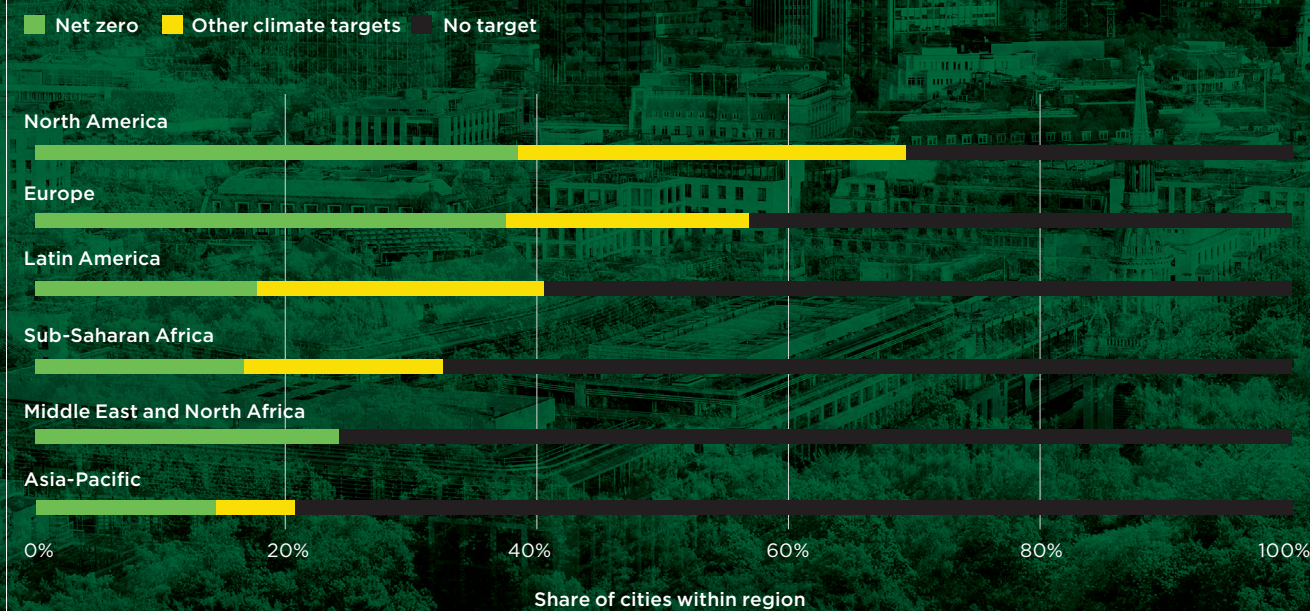 Net zero Other climate targets No target
North America
Europe
Latin America
Sub-Saharan Africa
Middle East and North Africa
Asia-Pacific
0% 20% 40% 60% 80% 100%
Share of cities within region